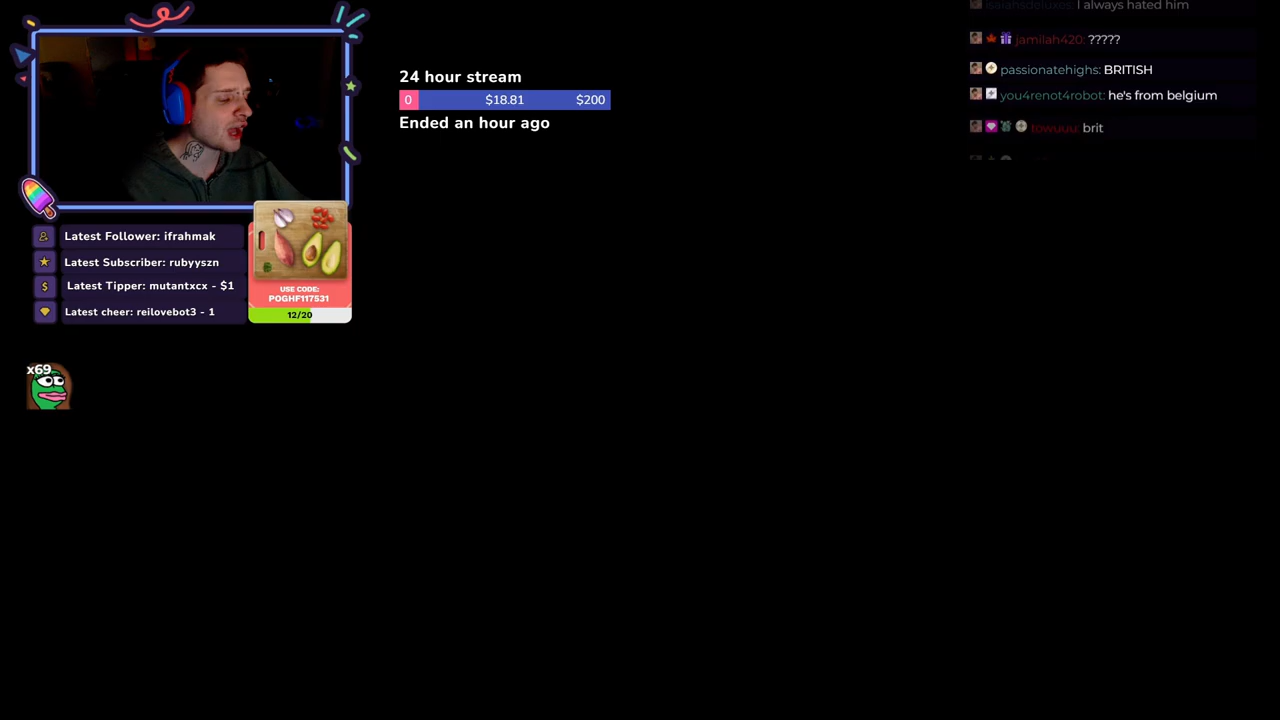 24 hour stream
0 $18.81 $200
Ended an hour ago
Latest Follower: ifrahmak
Latest Subscriber: rubyyszn
Latest Tipper: mutantxcx - $1
Latest cheer: reilovebot3 - 1
USE CODE:
POGHF117531
12/20
x69
isaiahsdeluxes: I always hated him
jamilah420: ?????
passionatehighs: BRITISH
you4renot4robot: he's from belgium
towuuu: brit